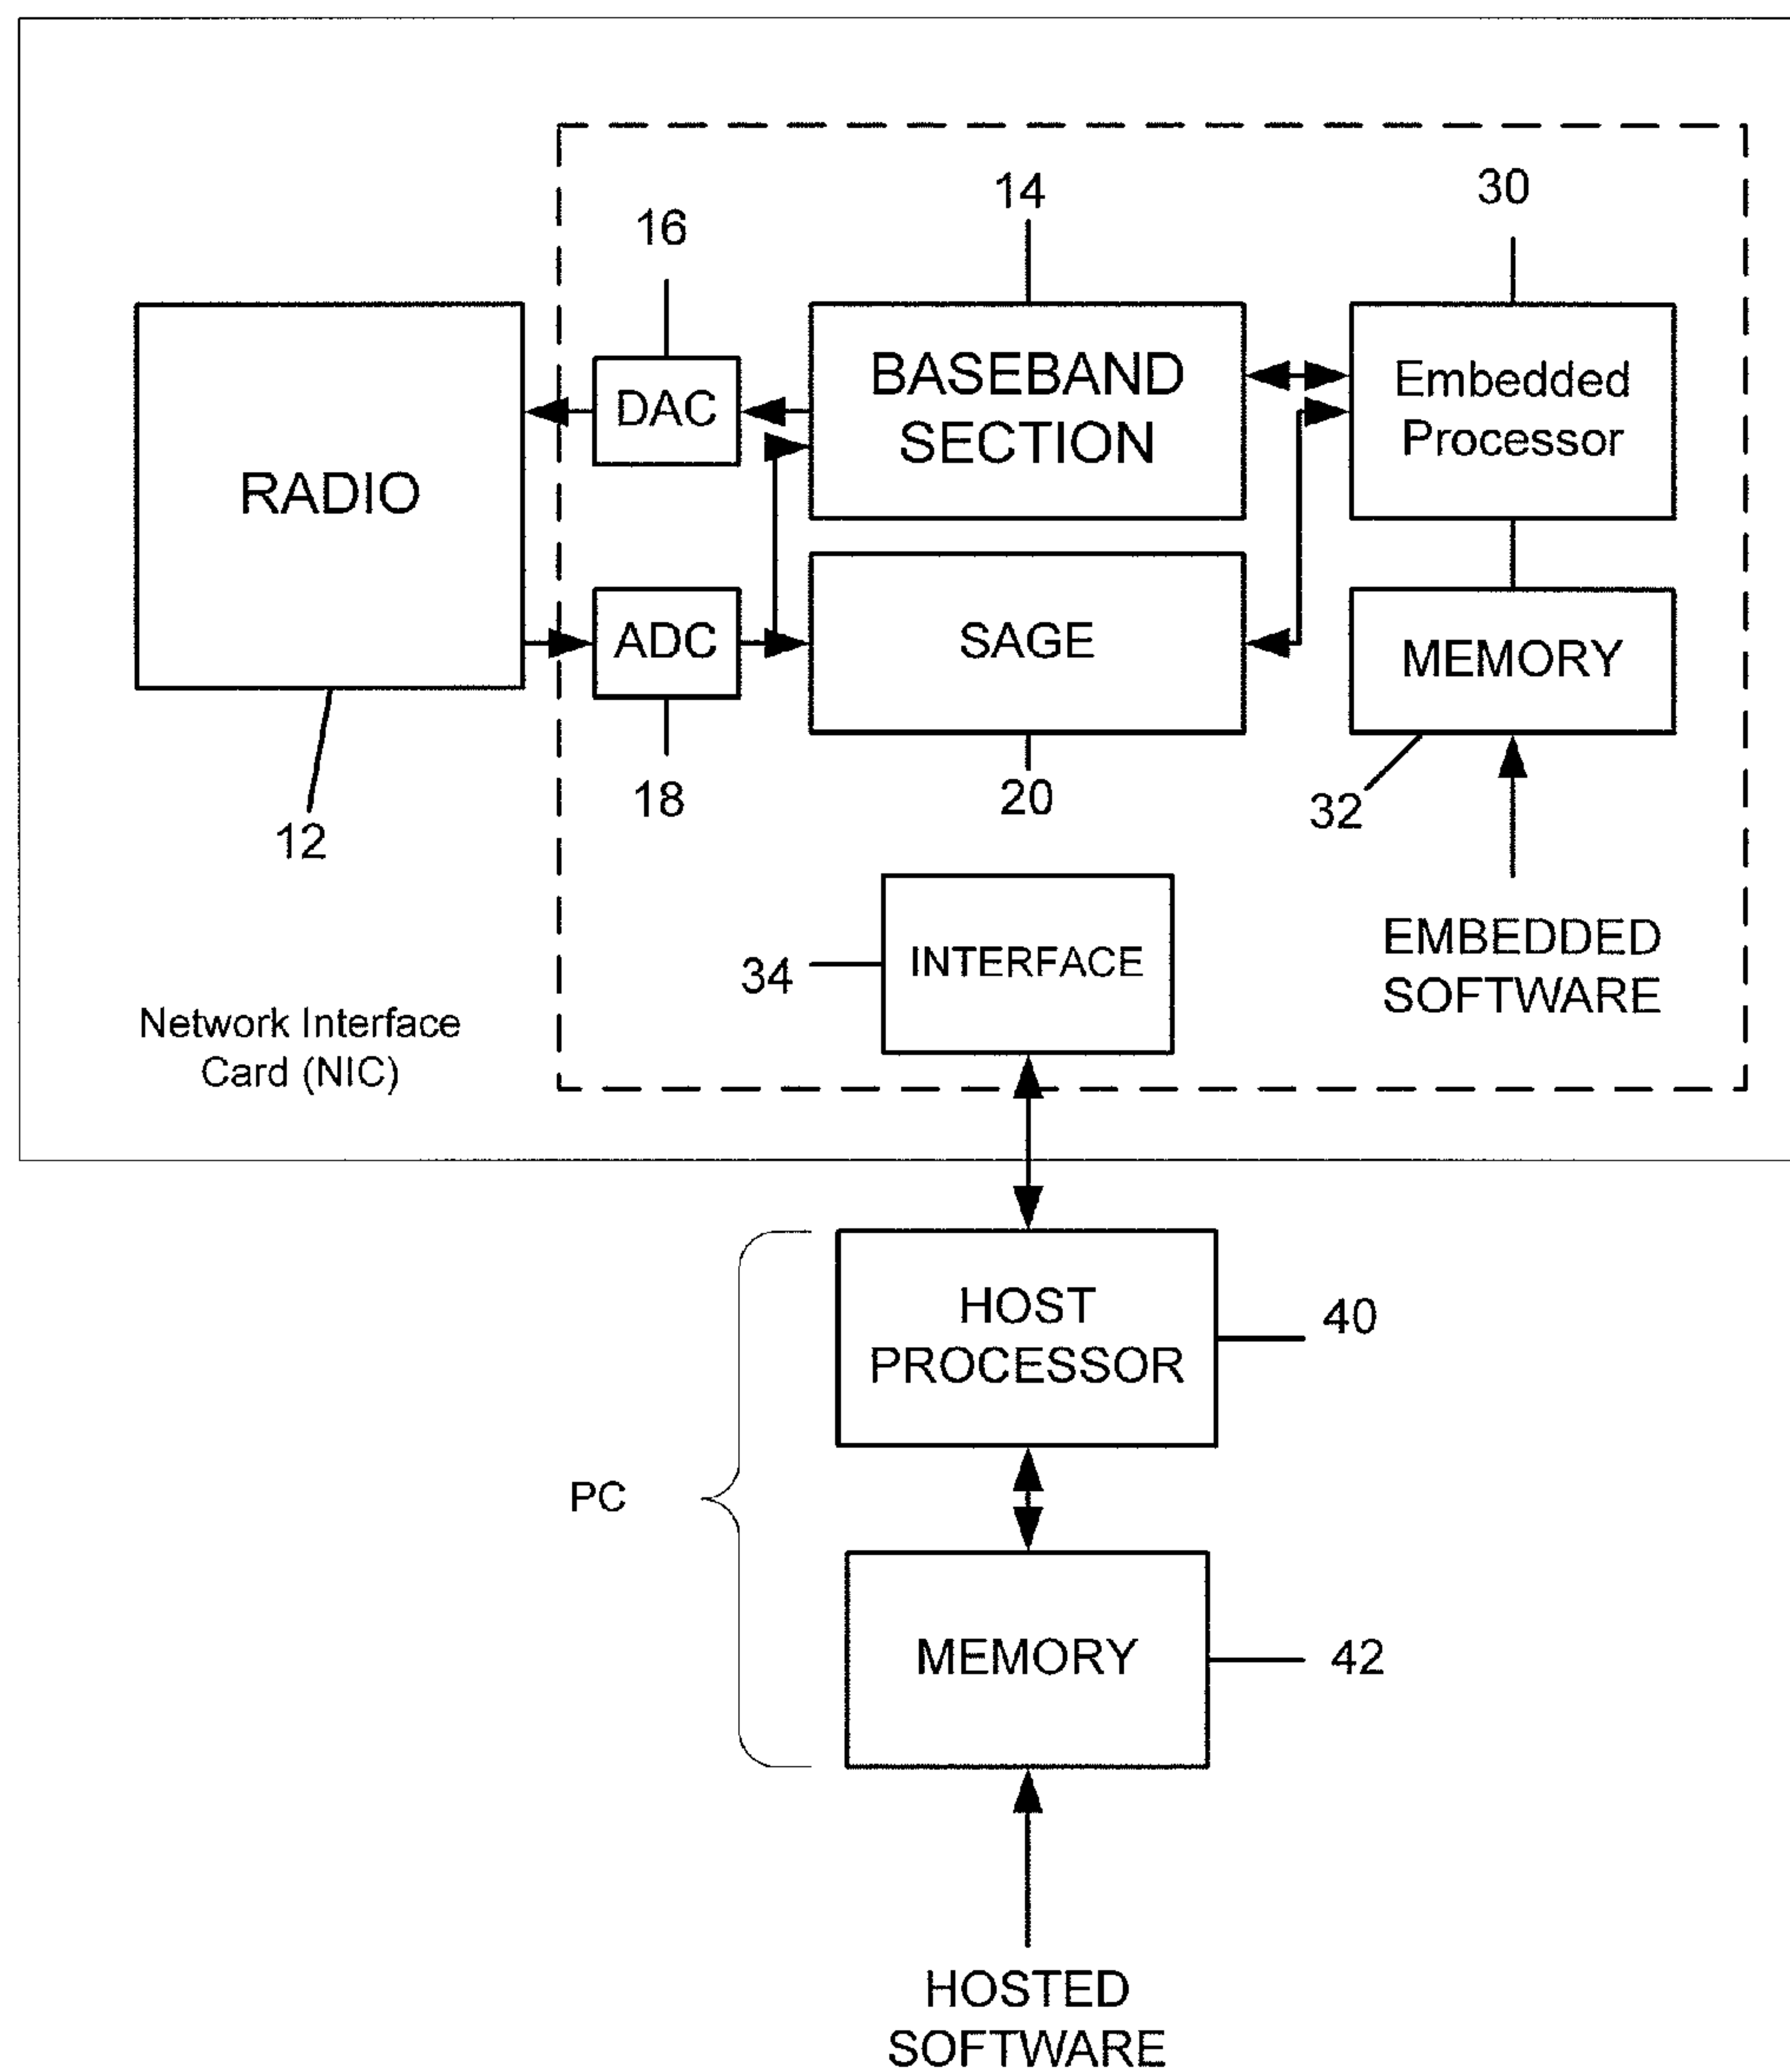 14
30
16
RADIO
DAC
BASEBAND
SECTION
Embedded
Processor
ADC
SAGE
MEMORY
12
18
20
32
34
INTERFACE
EMBEDDED
SOFTWARE
Network Interface
Card (NIC)
HOST
PROCESSOR
40
PC
MEMORY
42
HOSTED
SOFTWARE